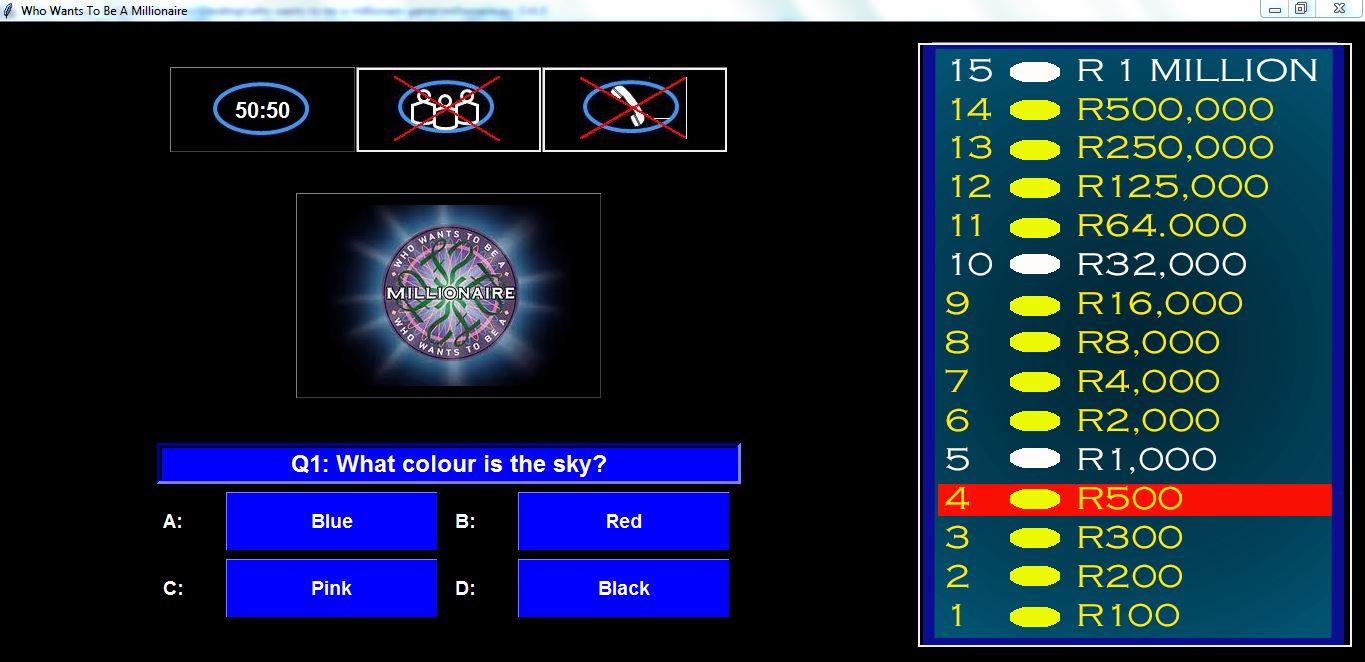 Who Wants To Be A Millionaire
50:50
WHO WANTS TO BE A
MILLIONAIRE
WHO WANTS TO BE A
Q1: What colour is the sky?
A: Blue B: Red
C: Pink D: Black
15 R 1 MILLION
14 R500,000
13 R250,000
12 R125,000
11 R64.000
10 R32,000
9 R16,000
8 R8,000
7 R4,000
6 R2,000
5 R1,000
4 R500
3 R300
2 R200
1 R100